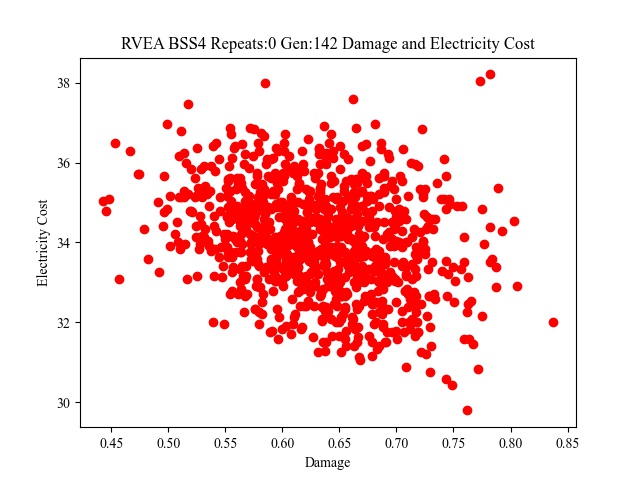 RVEA BSS4 Repeats:0 Gen:142 Damage and Electricity Cost
38
36
34
32
30
Electricity Cost
0.45 0.50 0.55 0.60 0.65 0.70 0.75 0.80 0.85
Damage